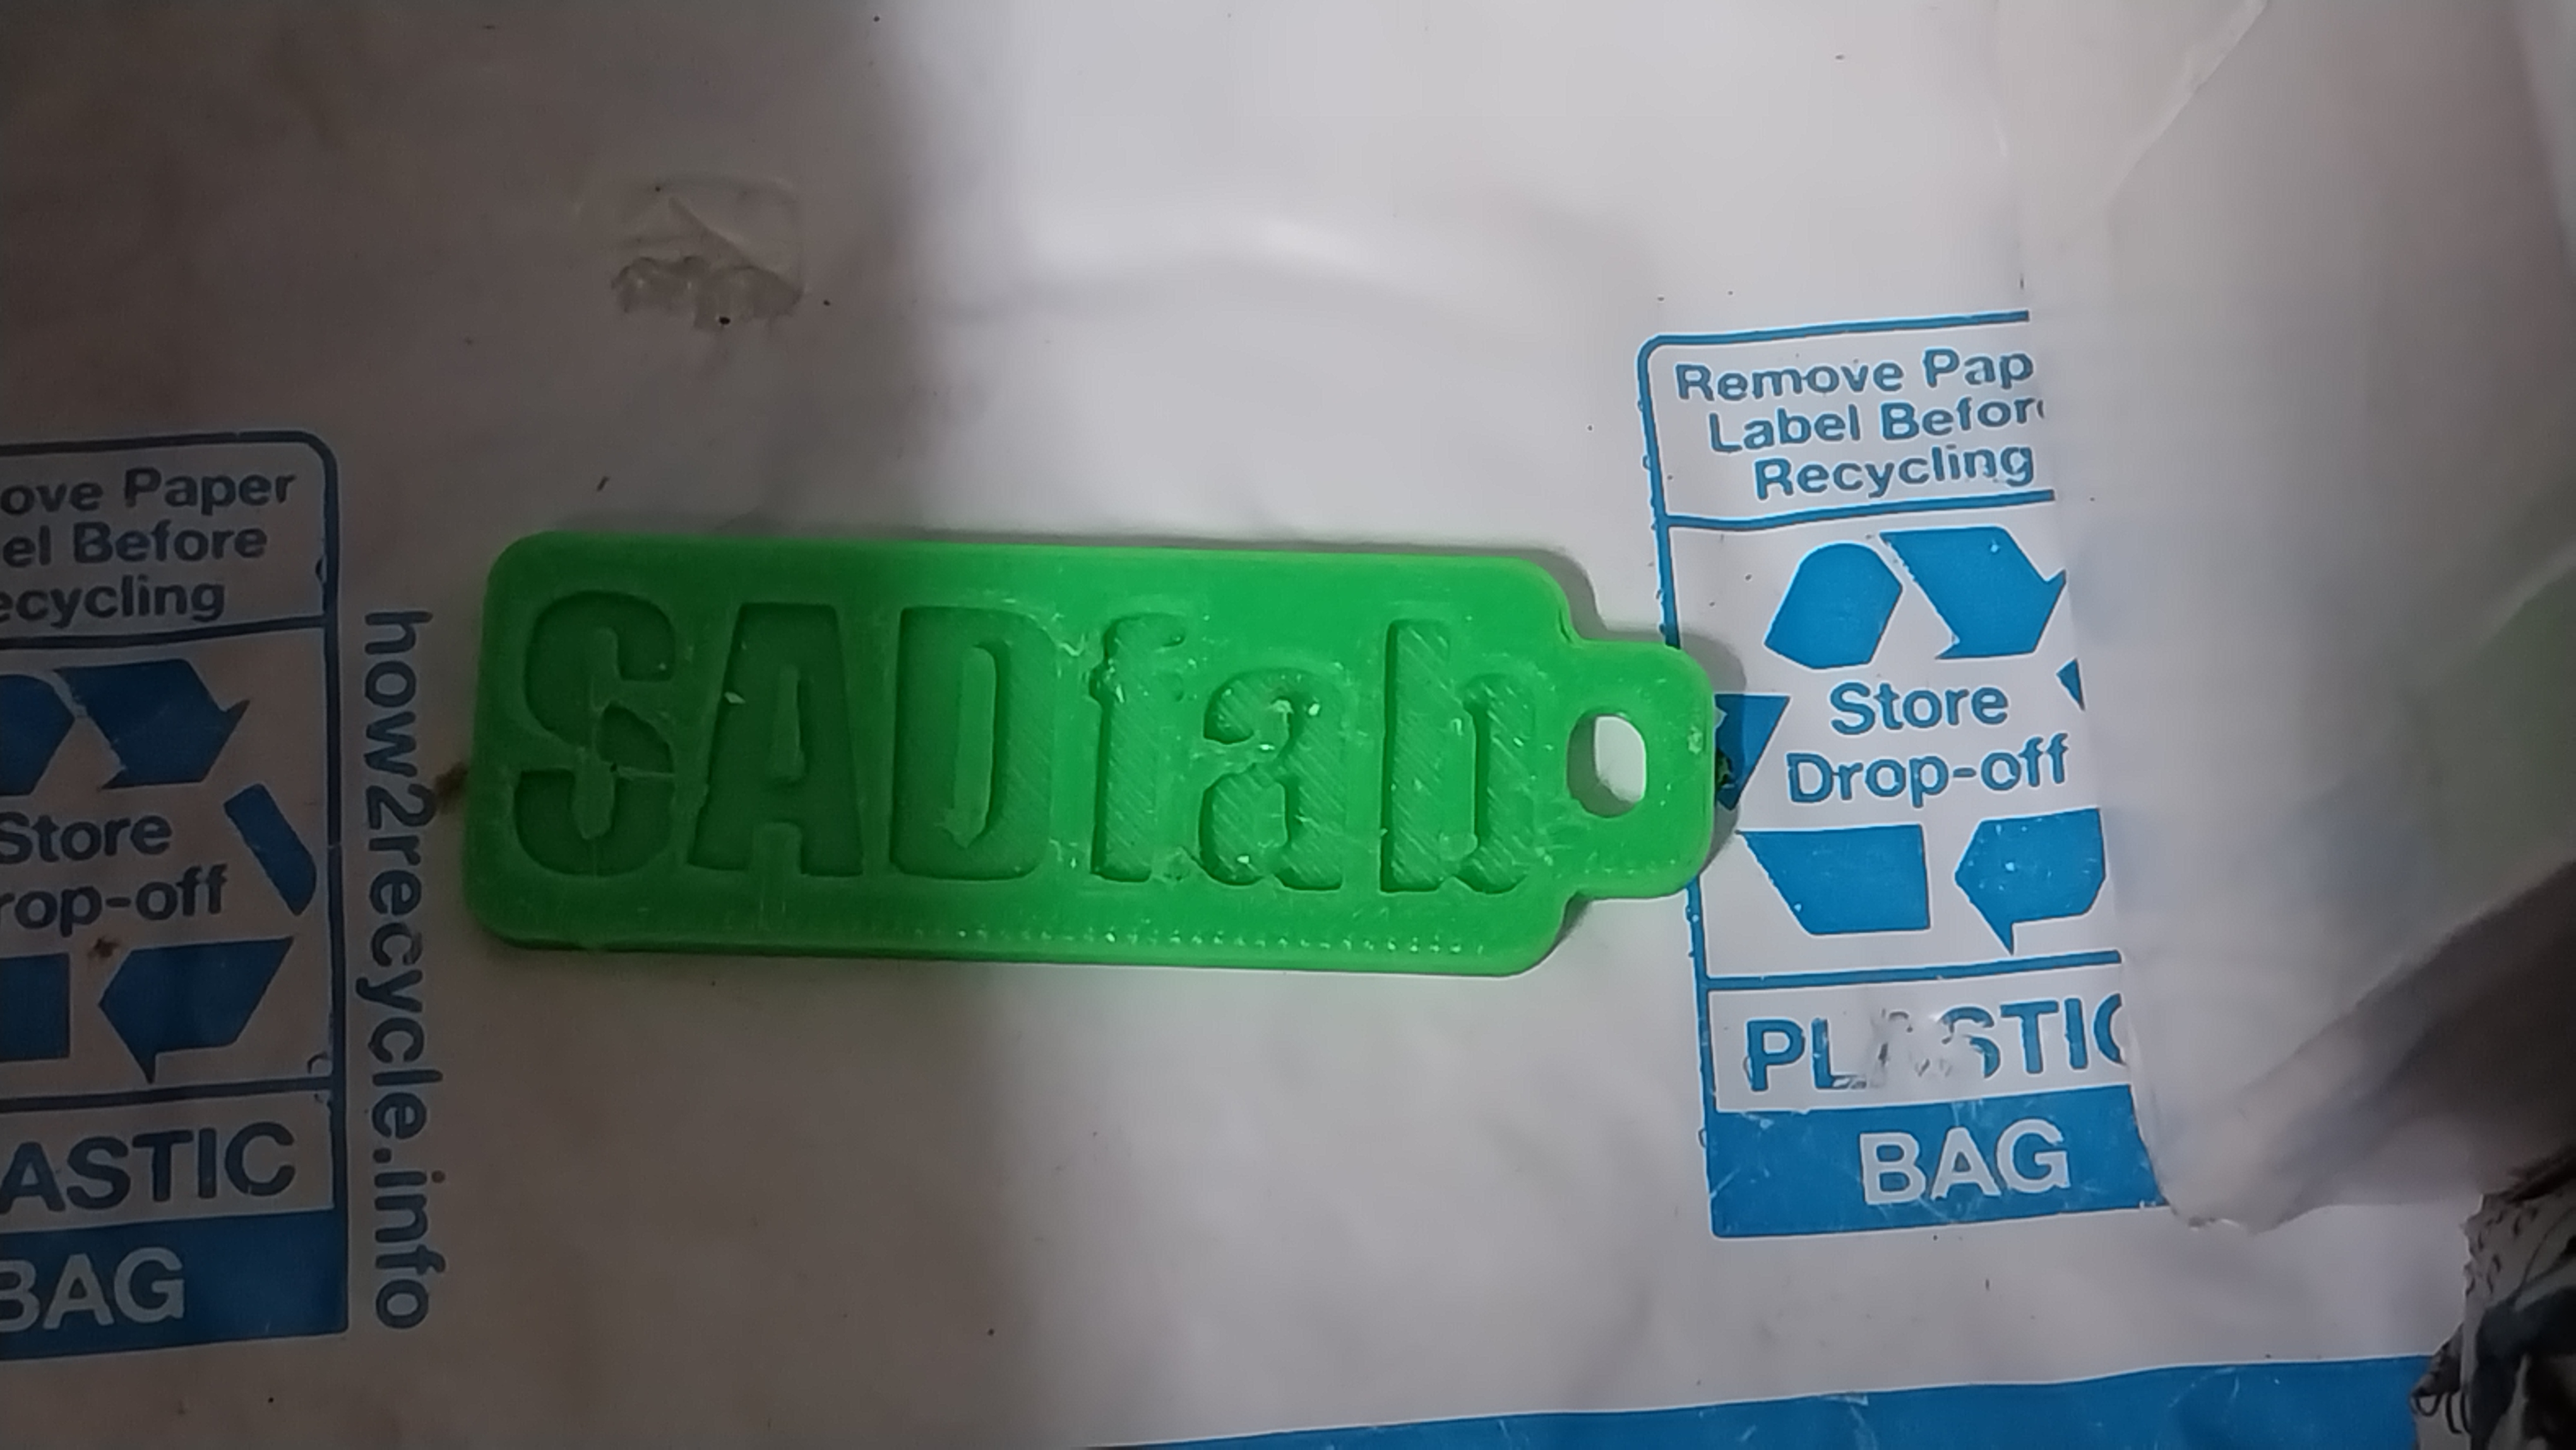 ove Paper
el Before
ecycling
Store
rop-off
ASTIC
BAG
how2recycle.info
SADfab
Remove Pap
Label Befor
Recycling
Store
Drop-off
PLASTIC
BAG